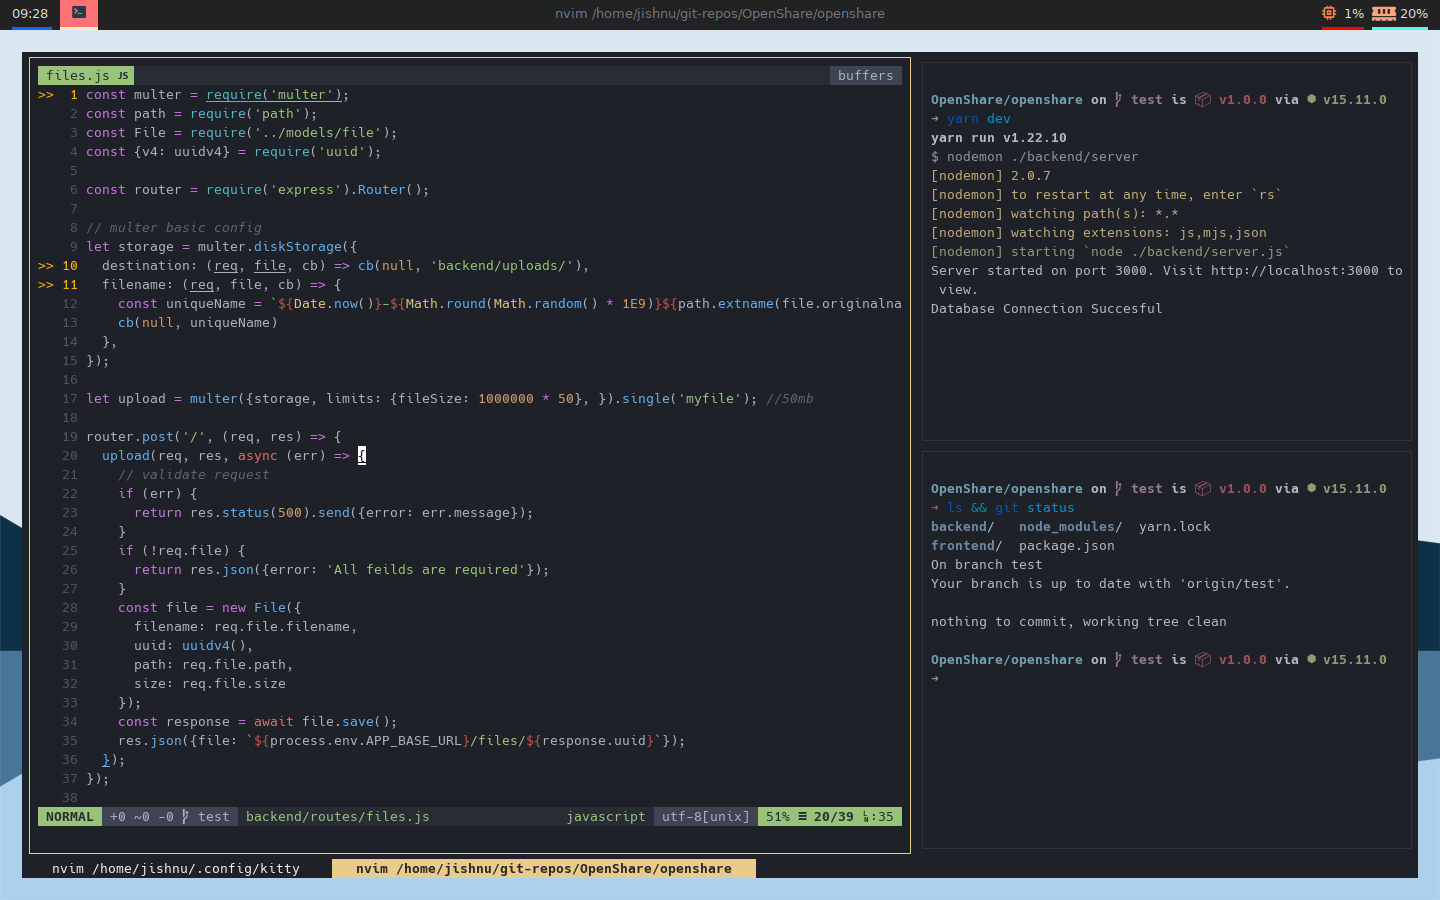 09:28
nvim /home/jishnu/git-repos/OpenShare/openshare
1%
20%
files.js JS
buffers
>> 1 const multer = require('multer');
2 const path = require('path');
3 const File = require('../models/file');
4 const {v4: uuidv4} = require('uuid');
5
6 const router = require('express').Router();
7
8 // multer basic config
9 let storage = multer.diskStorage({
>> 10 destination: (req, file, cb) => cb(null, 'backend/uploads/'),
>> 11 filename: (req, file, cb) => {
12 const uniqueName = `${Date.now()}-${Math.round(Math.random() * 1E9)}${path.extname(file.originalna
13 cb(null, uniqueName)
14 },
15 });
16
17 let upload = multer({storage, limits: {fileSize: 1000000 * 50}, }).single('myfile'); //50mb
18
19 router.post('/', (req, res) => {
20 upload(req, res, async (err) => {
21 // validate request
22 if (err) {
23 return res.status(500).send({error: err.message});
24 }
25 if (!req.file) {
26 return res.json({error: 'All feilds are required'});
27 }
28 const file = new File({
29 filename: req.file.filename,
30 uuid: uuidv4(),
31 path: req.file.path,
32 size: req.file.size
33 });
34 const response = await file.save();
35 res.json({file: `${process.env.APP_BASE_URL}/files/${response.uuid}`});
36 });
37 });
38
NORMAL +0 ~0 -0 test backend/routes/files.js javascript utf-8[unix] 51% ☰ 20/39 ㏑:35
OpenShare/openshare on test is v1.0.0 via v15.11.0
➜ yarn dev
yarn run v1.22.10
$ nodemon ./backend/server
[nodemon] 2.0.7
[nodemon] to restart at any time, enter `rs`
[nodemon] watching path(s): *.*
[nodemon] watching extensions: js,mjs,json
[nodemon] starting `node ./backend/server.js`
Server started on port 3000. Visit http://localhost:3000 to
view.
Database Connection Succesful
OpenShare/openshare on test is v1.0.0 via v15.11.0
➜ ls && git status
backend/ node_modules/ yarn.lock
frontend/ package.json
On branch test
Your branch is up to date with 'origin/test'.
nothing to commit, working tree clean
OpenShare/openshare on test is v1.0.0 via v15.11.0
➜
nvim /home/jishnu/.config/kitty
nvim /home/jishnu/git-repos/OpenShare/openshare